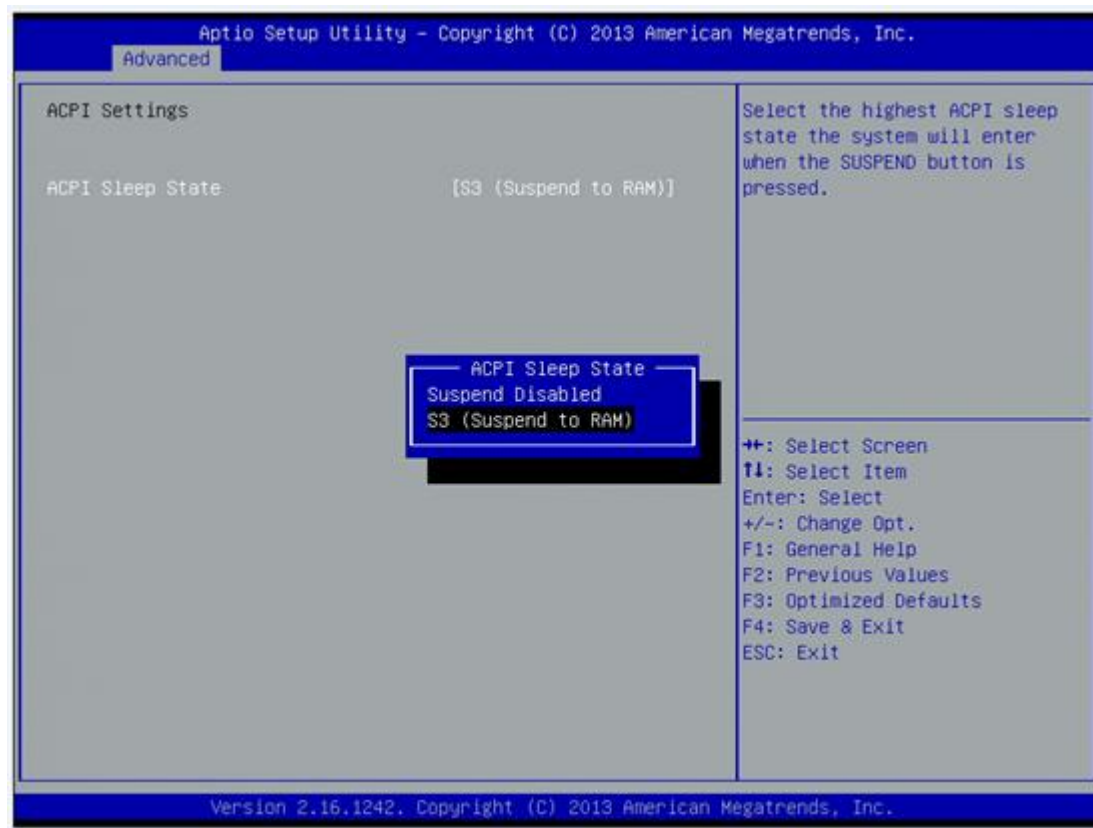 Aptio Setup Utility – Copyright (C) 2013 American Megatrends, Inc.
Advanced
ACPI Settings
ACPI Sleep State [S3 (Suspend to RAM)]
Select the highest ACPI sleep
state the system will enter
when the SUSPEND button is
pressed.
ACPI Sleep State
Suspend Disabled
S3 (Suspend to RAM)
→←: Select Screen
↑↓: Select Item
Enter: Select
+/-: Change Opt.
F1: General Help
F2: Previous Values
F3: Optimized Defaults
F4: Save & Exit
ESC: Exit
Version 2.16.1242. Copyright (C) 2013 American Megatrends, Inc.